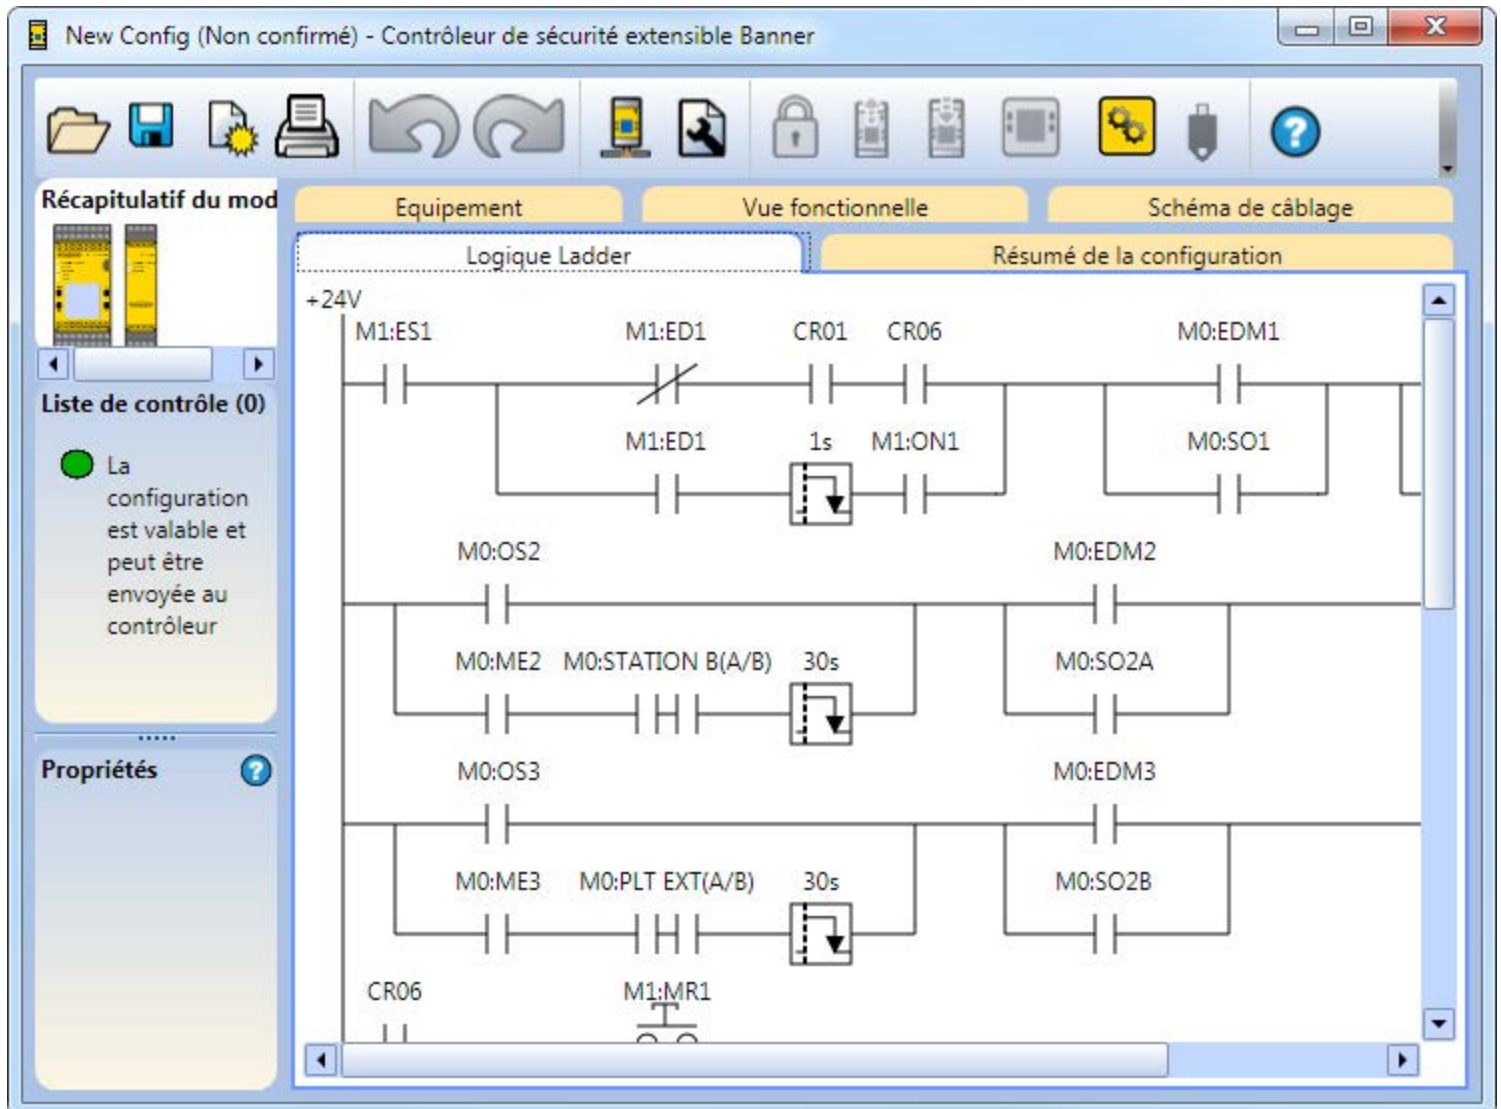 New Config (Non confirmé) - Contrôleur de sécurité extensible Banner
Récapitulatif du mod
Equipement
Vue fonctionnelle
Schéma de câblage
Logique Ladder
Résumé de la configuration
Liste de contrôle (0)
La
configuration
est valable et
peut être
envoyée au
contrôleur
Propriétés
+24V
M1:ES1 M1:ED1 CR01 CR06 M0:EDM1
M1:ED1 1s M1:ON1 M0:SO1
M0:OS2 M0:EDM2
M0:ME2 M0:STATION B(A/B) 30s M0:SO2A
M0:OS3 M0:EDM3
M0:ME3 M0:PLT EXT(A/B) 30s M0:SO2B
CR06 M1:MR1